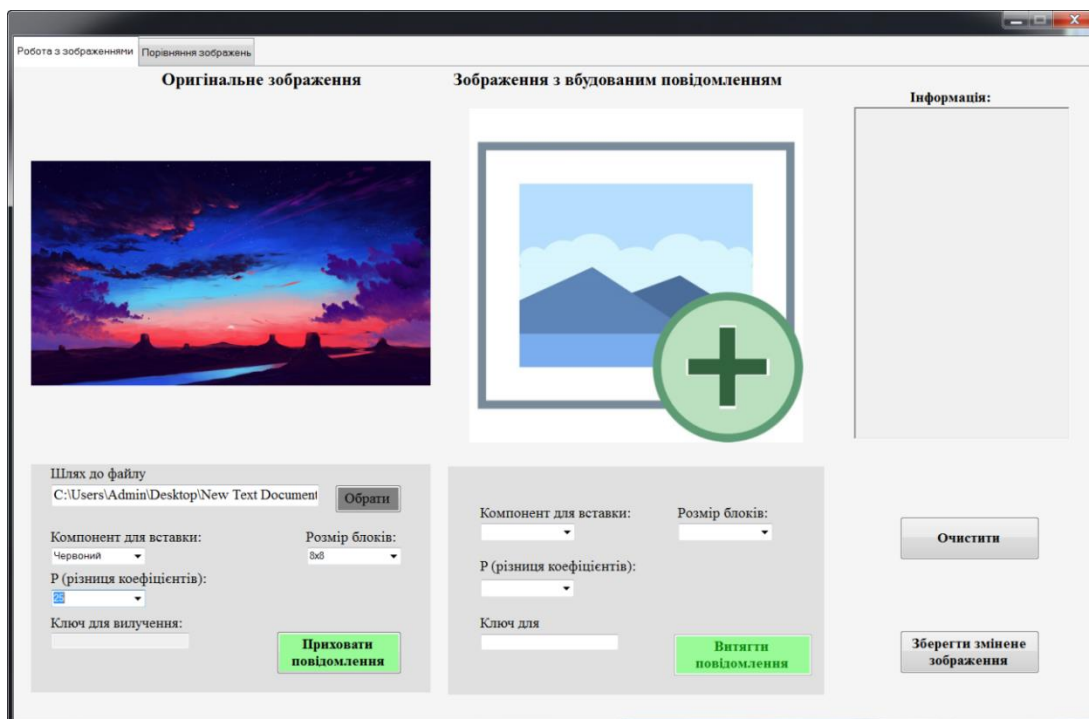 Робота з зображеннями
Порівняння зображень
Оригінальне зображення
Зображення з вбудованим повідомленням
Інформація:
Шлях до файлу
C:\Users\Admin\Desktop\New Text Document
Обрати
Компонент для вставки:
Розмір блоків:
Червоний
8x8
P (різниця коефіцієнтів):
25
Ключ для вилучення:
Приховати
повідомлення
Компонент для вставки:
Розмір блоків:
P (різниця коефіцієнтів):
Ключ для
Витягти
повідомлення
Очистити
Зберегти змінене
зображення